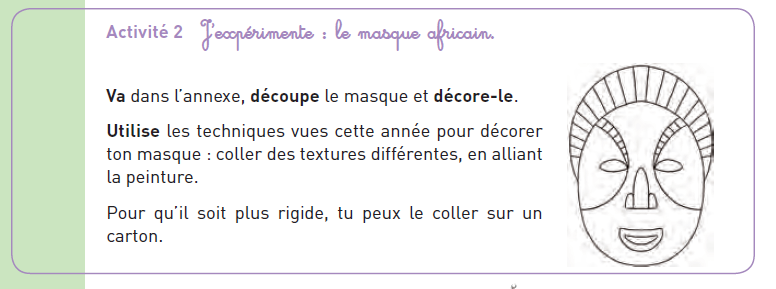 Activité 2 J'expérimente : le masque africain.
Va dans l'annexe, découpe le masque et décore-le.
Utilise les techniques vues cette année pour décorer
ton masque : coller des textures différentes, en alliant
la peinture.
Pour qu'il soit plus rigide, tu peux le coller sur un
carton.